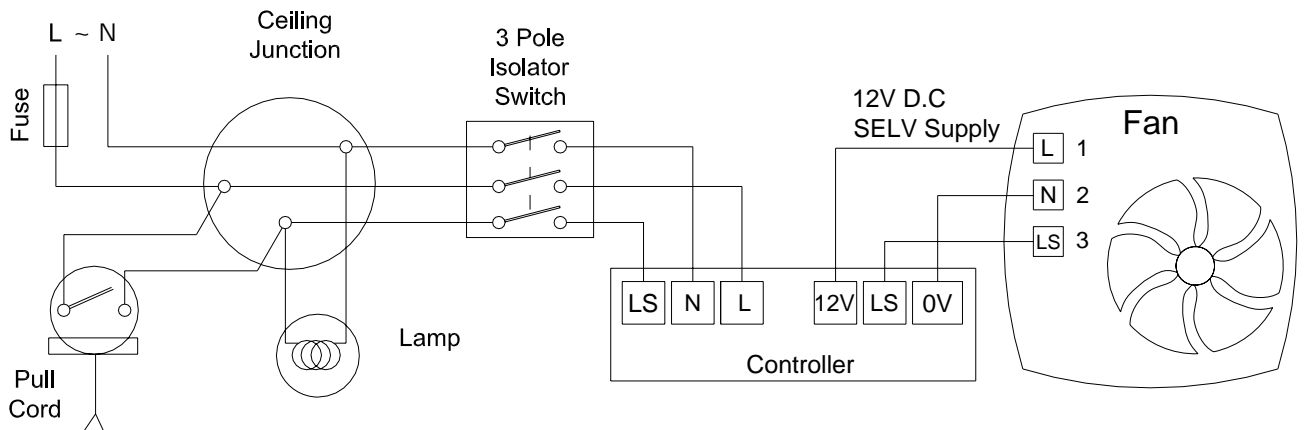 L ~ N
Fuse
Ceiling
Junction
3 Pole
Isolator
Switch
12V D.C
SELV Supply
Fan
L 1
N 2
LS 3
LS N L 12V LS 0V
Controller
Lamp
Pull
Cord